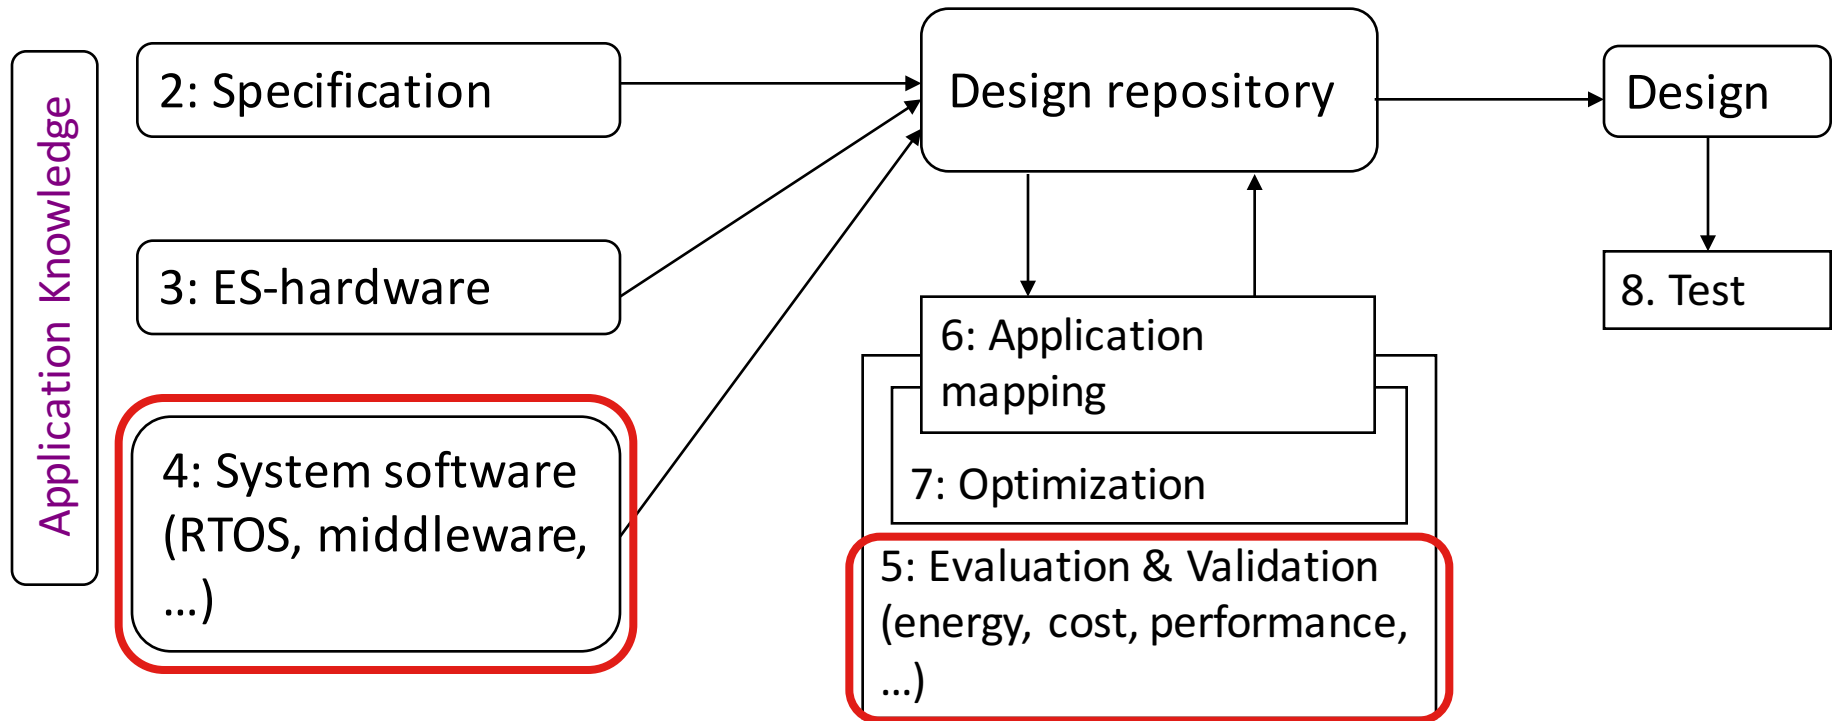 Application Knowledge
2: Specification
Design repository
Design
3: ES-hardware
8. Test
6: Application
mapping
4: System software
(RTOS, middleware,
...)
7: Optimization
5: Evaluation & Validation
(energy, cost, performance,
...)